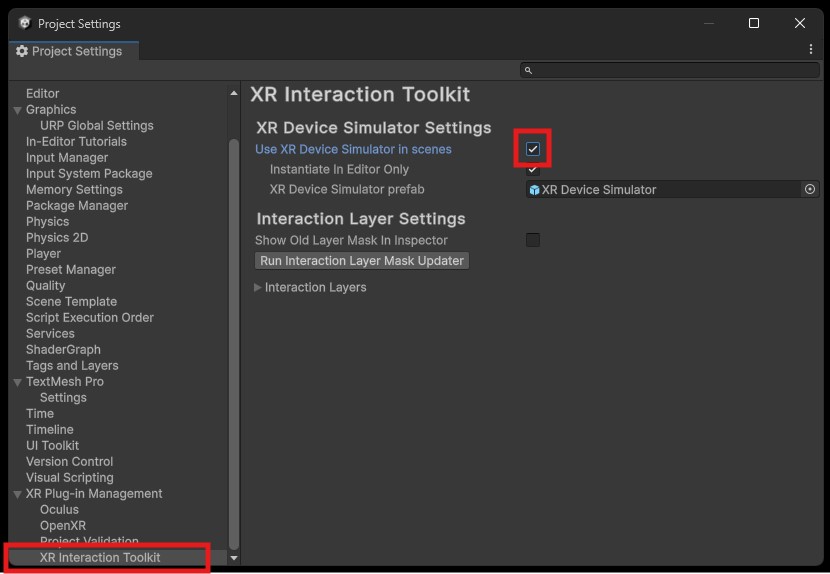 Project Settings
Project Settings
Editor
Graphics
URP Global Settings
In-Editor Tutorials
Input Manager
Input System Package
Memory Settings
Package Manager
Physics
Physics 2D
Player
Preset Manager
Quality
Scene Template
Script Execution Order
Services
ShaderGraph
Tags and Layers
TextMesh Pro
Settings
Time
Timeline
UI Toolkit
Version Control
Visual Scripting
XR Plug-in Management
Oculus
OpenXR
Project Validation
XR Interaction Toolkit
XR Interaction Toolkit
XR Device Simulator Settings
Use XR Device Simulator in scenes
Instantiate In Editor Only
XR Device Simulator prefab XR Device Simulator
Interaction Layer Settings
Show Old Layer Mask In Inspector
Run Interaction Layer Mask Updater
Interaction Layers